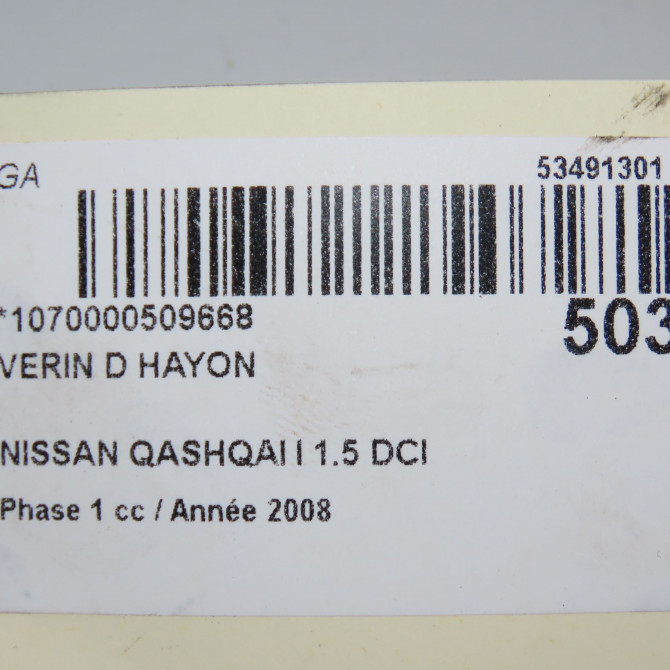 GA
53491301
*1070000509668
503
VERIN D HAYON
NISSAN QASHQAI I 1.5 DCI
Phase 1 cc / Année 2008